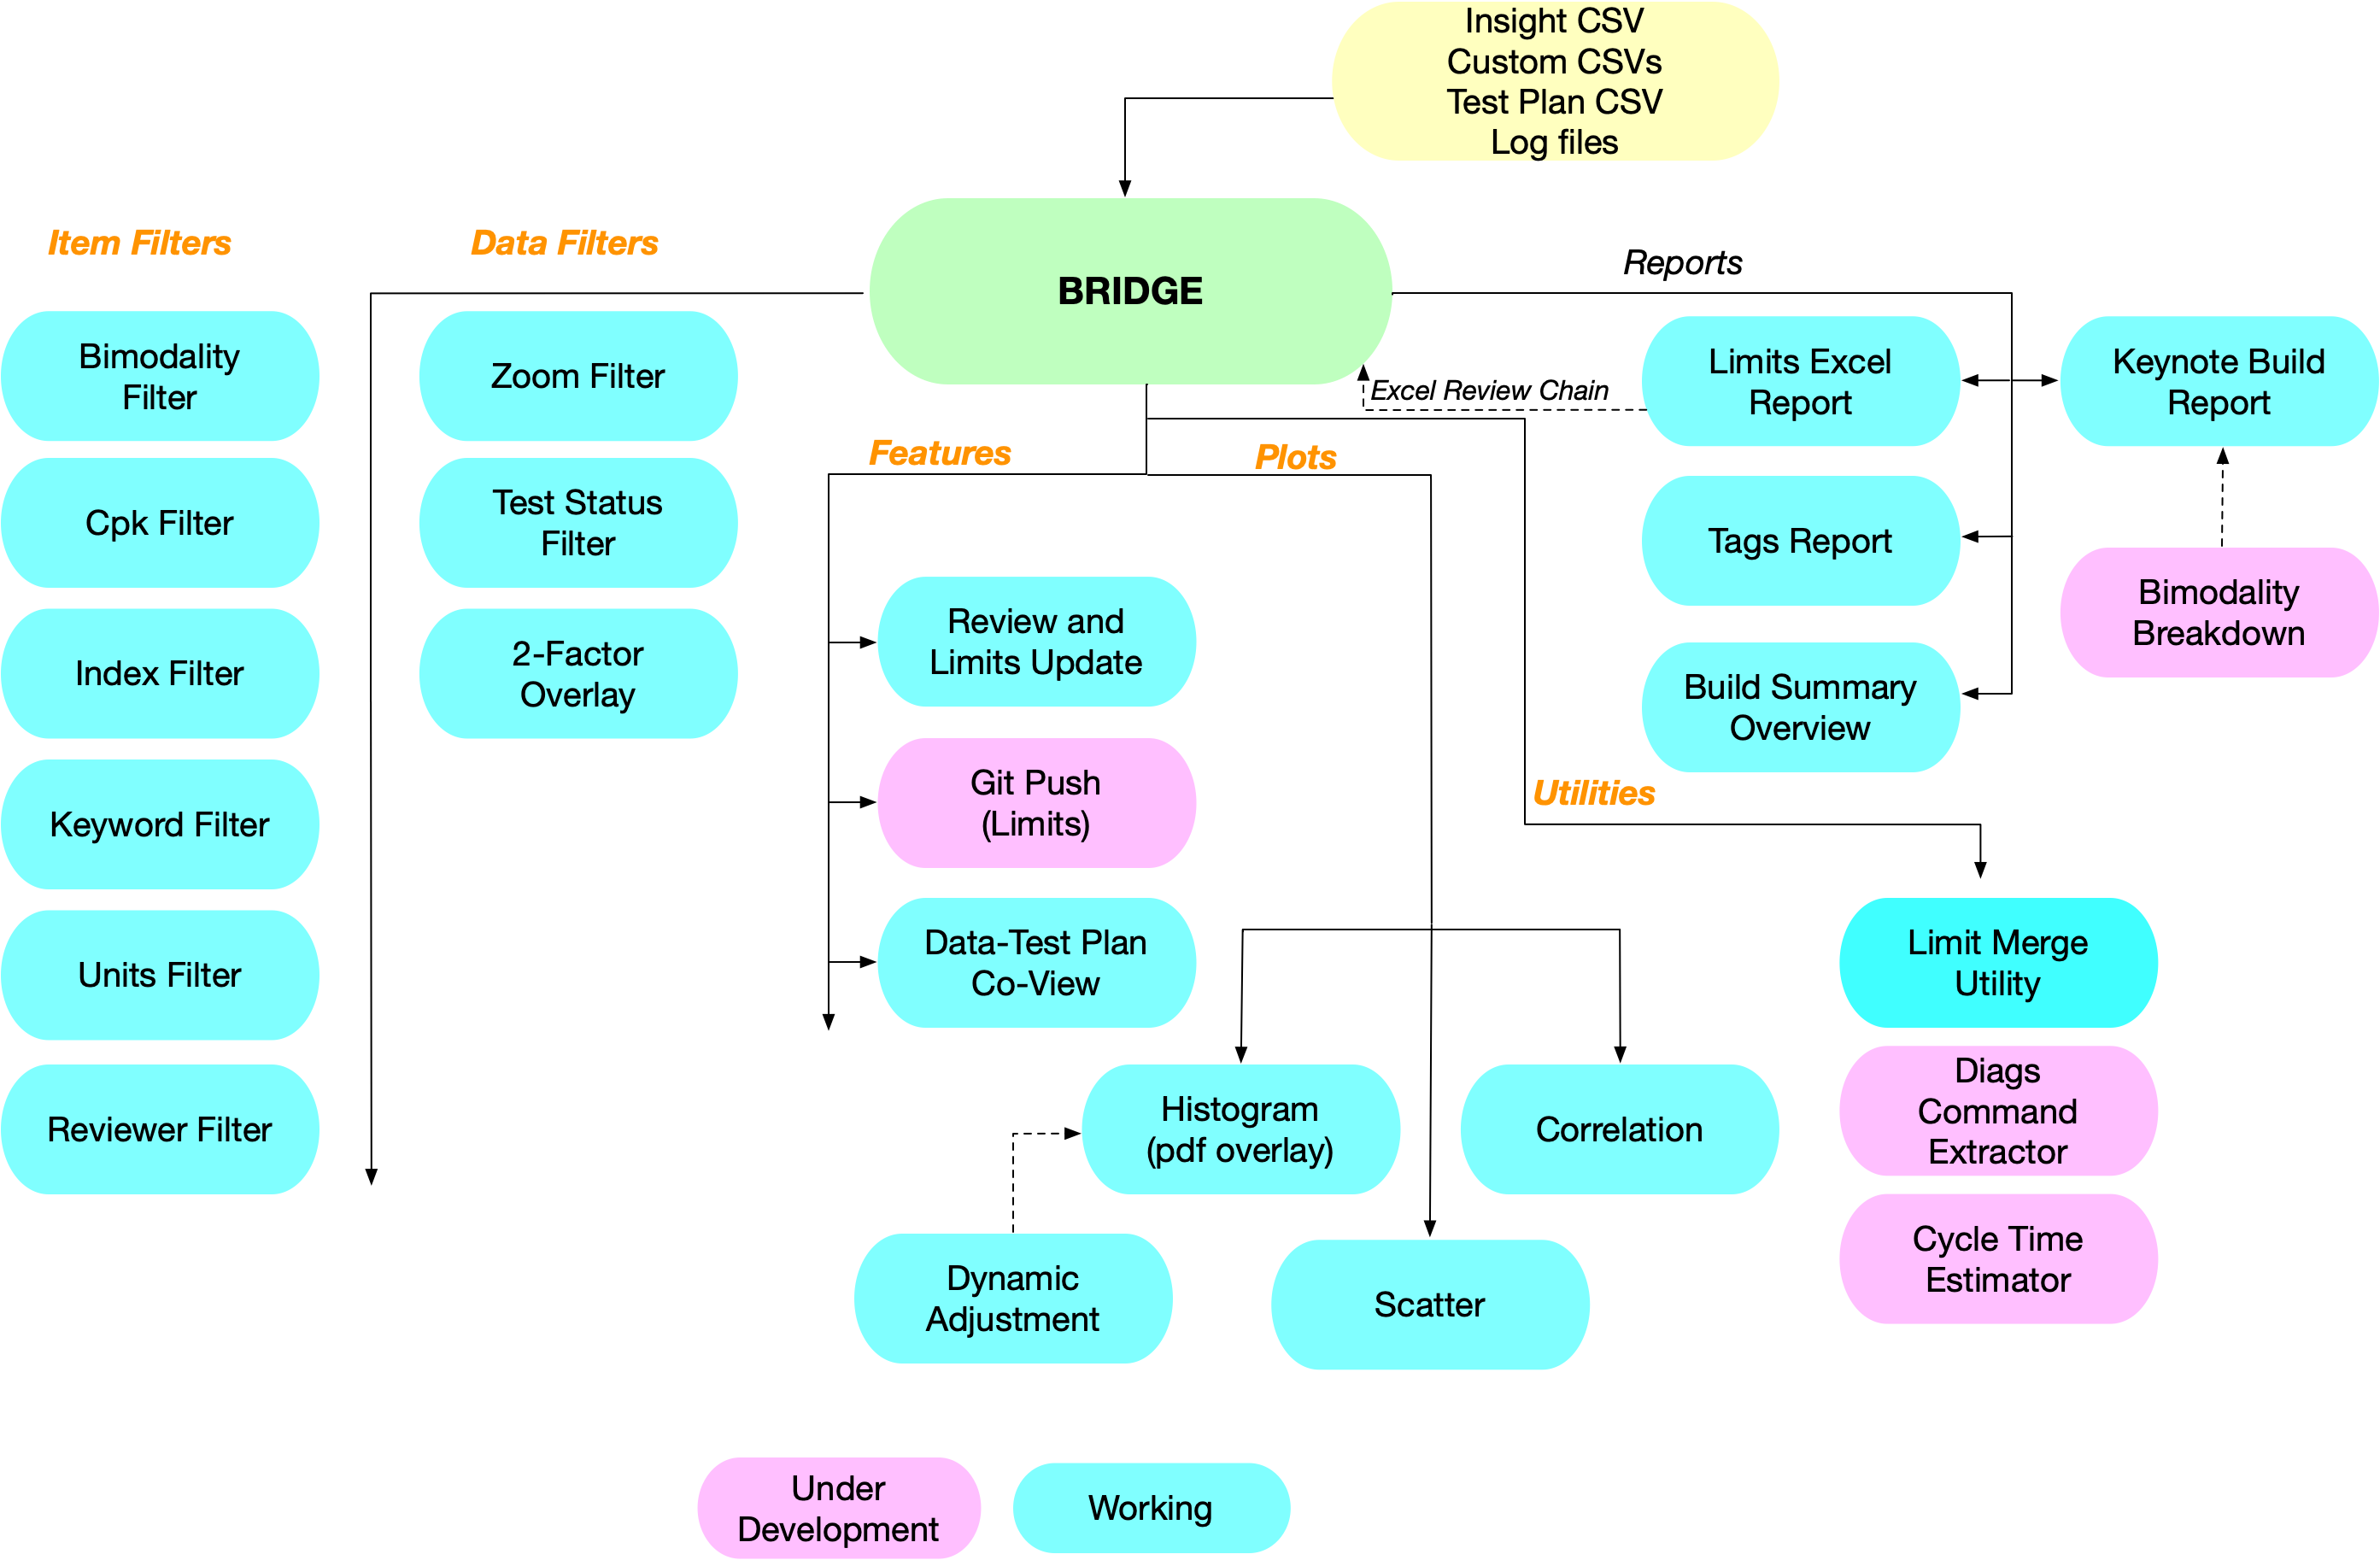 Insight CSV
Custom CSVs
Test Plan CSV
Log files
BRIDGE
Item Filters
Bimodality
Filter
Cpk Filter
Index Filter
Keyword Filter
Units Filter
Reviewer Filter
Data Filters
Zoom Filter
Test Status
Filter
2-Factor
Overlay
Features
Review and
Limits Update
Git Push
(Limits)
Data-Test Plan
Co-View
Plots
Histogram
(pdf overlay)
Correlation
Dynamic
Adjustment
Scatter
Reports
Excel Review Chain
Limits Excel
Report
Keynote Build
Report
Tags Report
Bimodality
Breakdown
Build Summary
Overview
Utilities
Limit Merge
Utility
Diags
Command
Extractor
Cycle Time
Estimator
Under
Development
Working